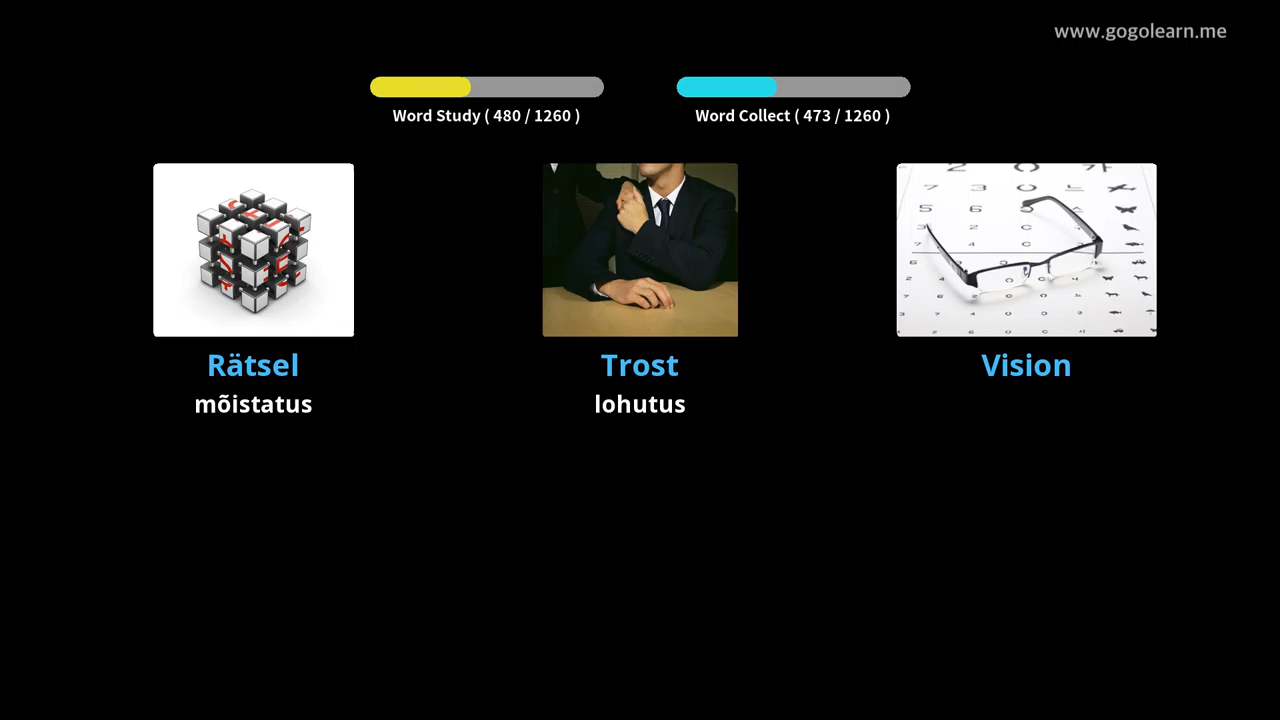 www.gogolearn.me
Word Study ( 480 / 1260 )
Word Collect ( 473 / 1260 )
Rätsel
mõistatus
Trost
lohutus
Vision